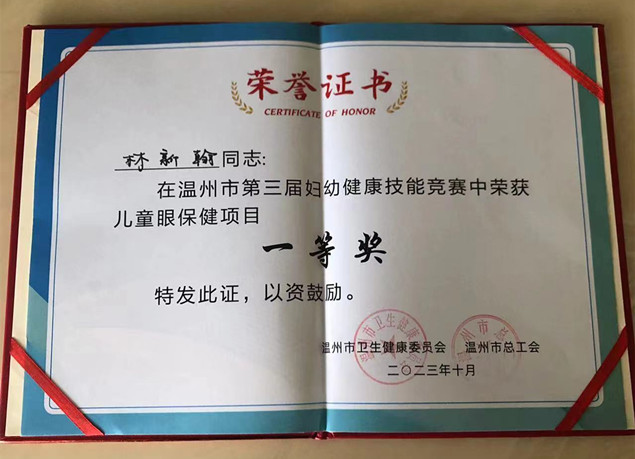 荣誉证书
CERTIFICATE OF HONOR
林新翰同志:
在温州市第三届妇幼健康技能竞赛中荣获
儿童眼保健项目
一等奖
特发此证，以资鼓励。
温州市卫生健康委员会 温州市总工会
二〇二三年十月